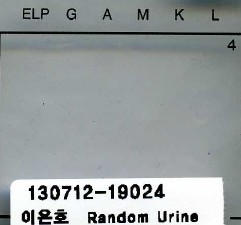 ELP G A M K L
4
130712-19024
이은호 Random Urine